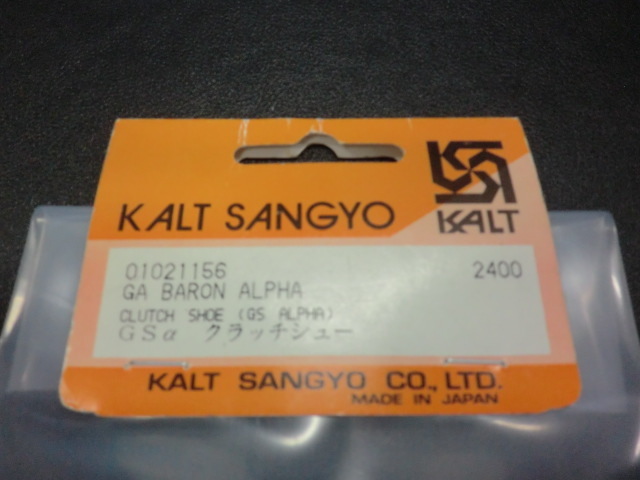 KALT SANGYO
KALT
01021156 2400
GA BARON ALPHA
CLUTCH SHOE (GS ALPHA)
GSα クラッチシュー
KALT SANGYO CO., LTD.
MADE IN JAPAN